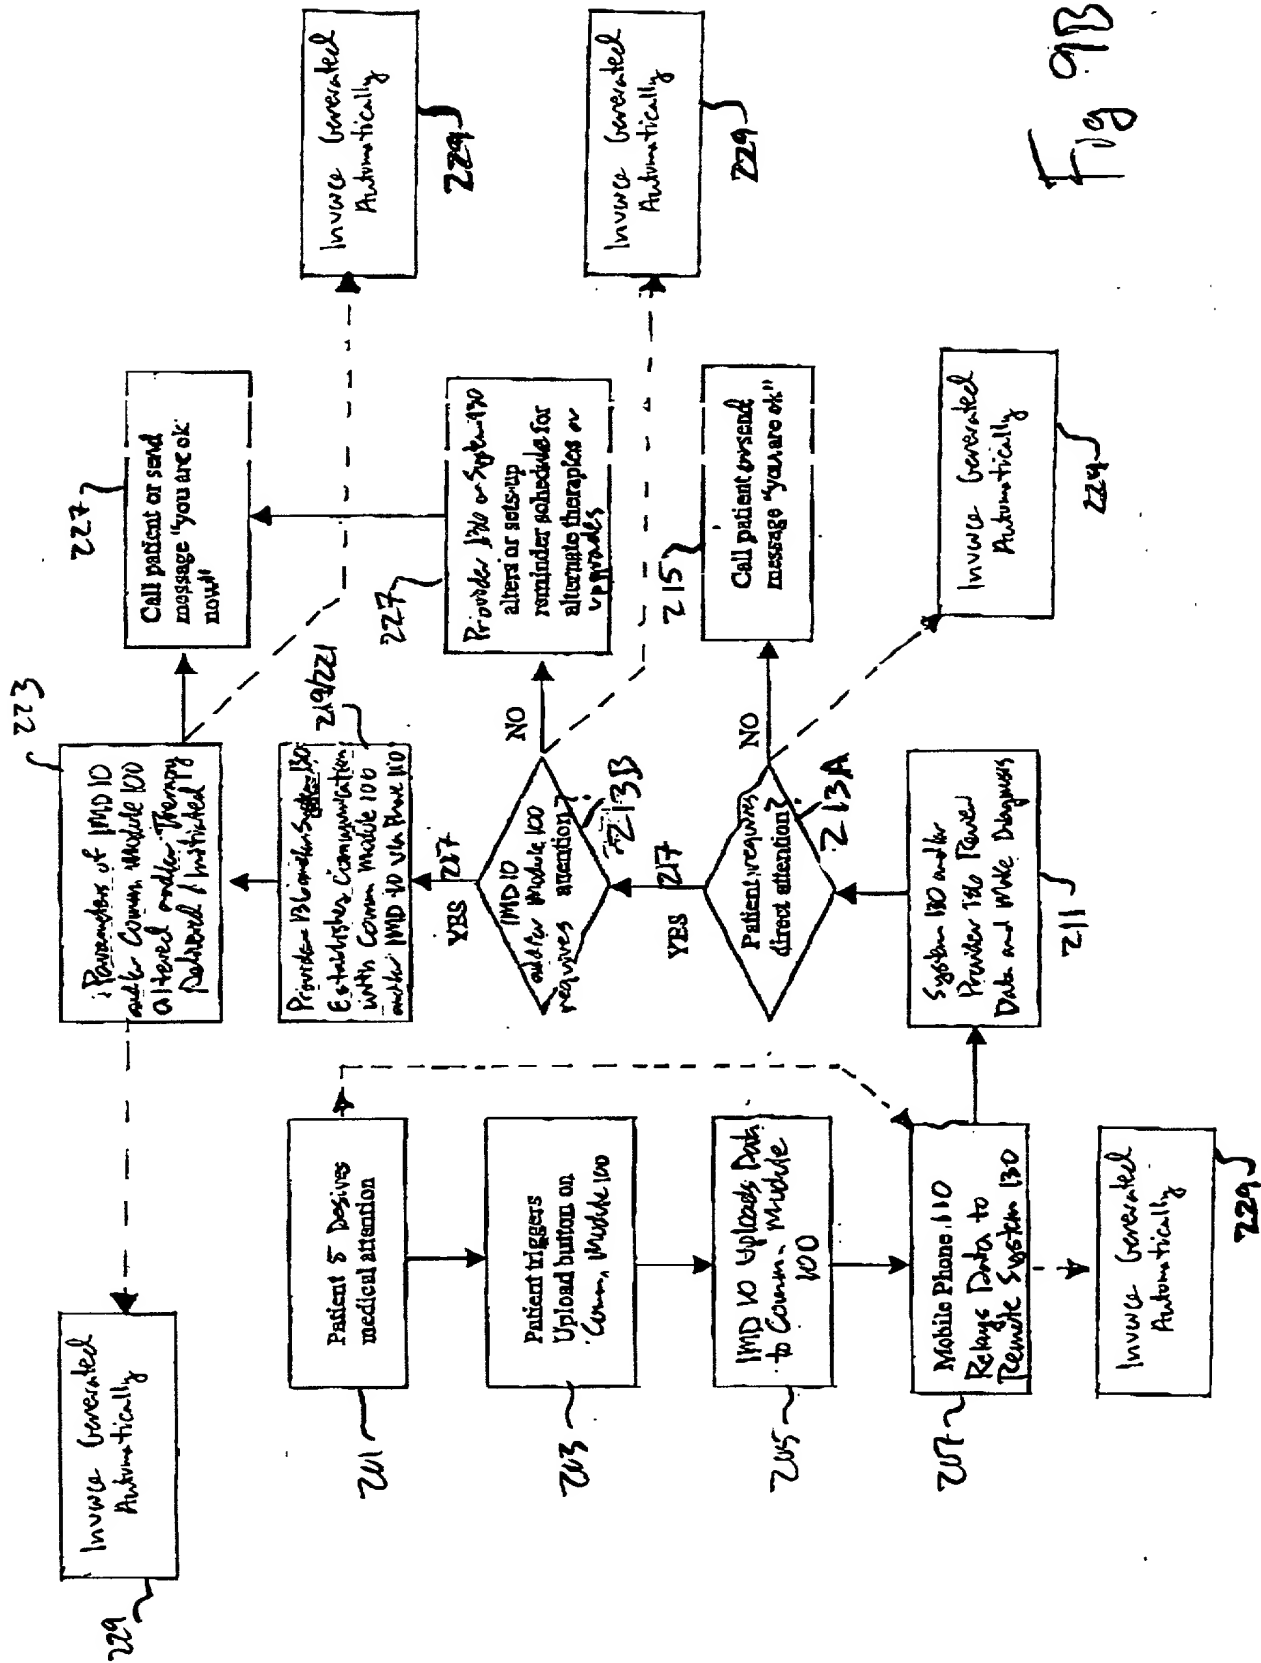 229
Invoice Generated
Automatically
223
Parameters of IMD 10
and/or Comm. Module 100
altered and/or Therapy
Delivered / Instituted
227
Call patient or send
message "you are ok
now"
Invoice Generated
Automatically
229
201
Patient 5 Desires
medical attention
219/221
Provider 136 and/or System 130
Establishes Communication
with Comm Module 100
and/or IMD 10 via Phone 110
203
Patient triggers
Upload button on
Comm. Module 100
YES
217
IMD 10
and/or Module 100
requires attention?
213B
NO
227
Provider 136 or System 130
alters or sets-up
reminder schedule for
alternate therapies or
upgrades
Invoice Generated
Automatically
229
205
IMD 10 Uploads Data
to Comm. Module
100
YES
217
Patient requires
direct attention?
213A
NO
215
Call patient or send
message "you are ok"
207
Mobile Phone 110
Relays Data to
Remote System 130
System 130 and/or
Provider 136 Review
Data and Make Diagnosis
211
Invoice Generated
Automatically
229
Invoice Generated
Automatically
229
Fig 9B